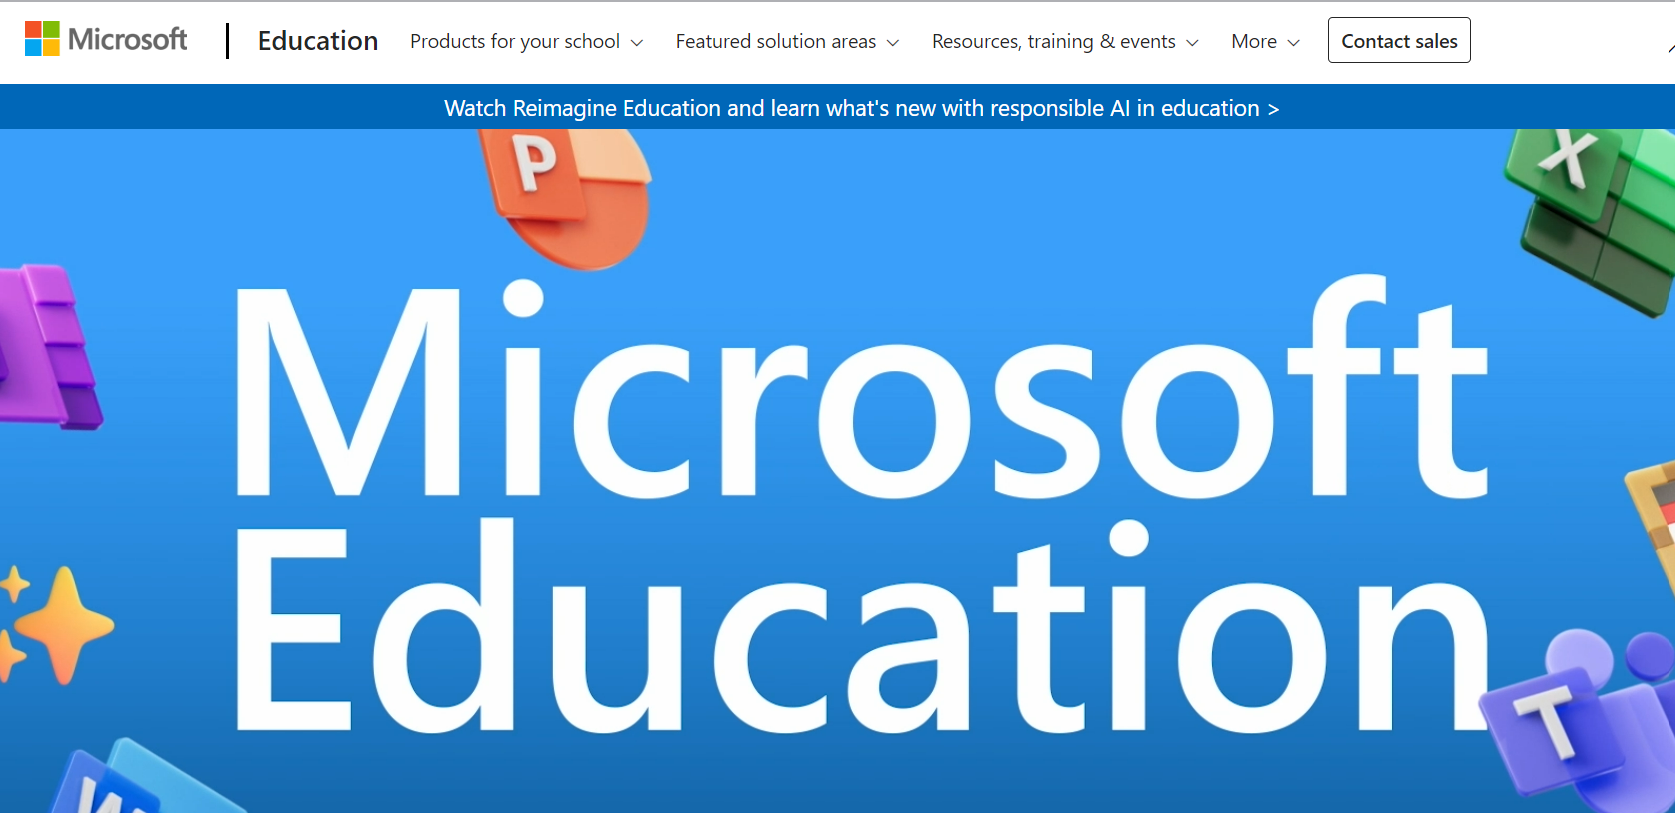 Microsoft
Education
Products for your school
Featured solution areas
Resources, training & events
More
Contact sales
Watch Reimagine Education and learn what's new with responsible AI in education >
P
X
Microsoft
Education
T
W